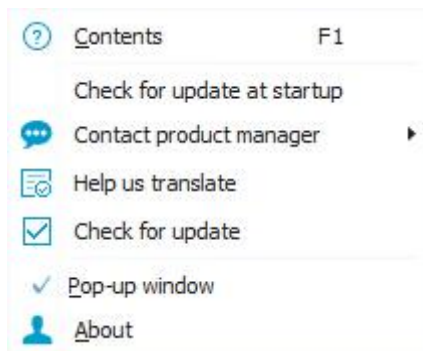 Contents F1
Check for update at startup
Contact product manager
Help us translate
Check for update
Pop-up window
About